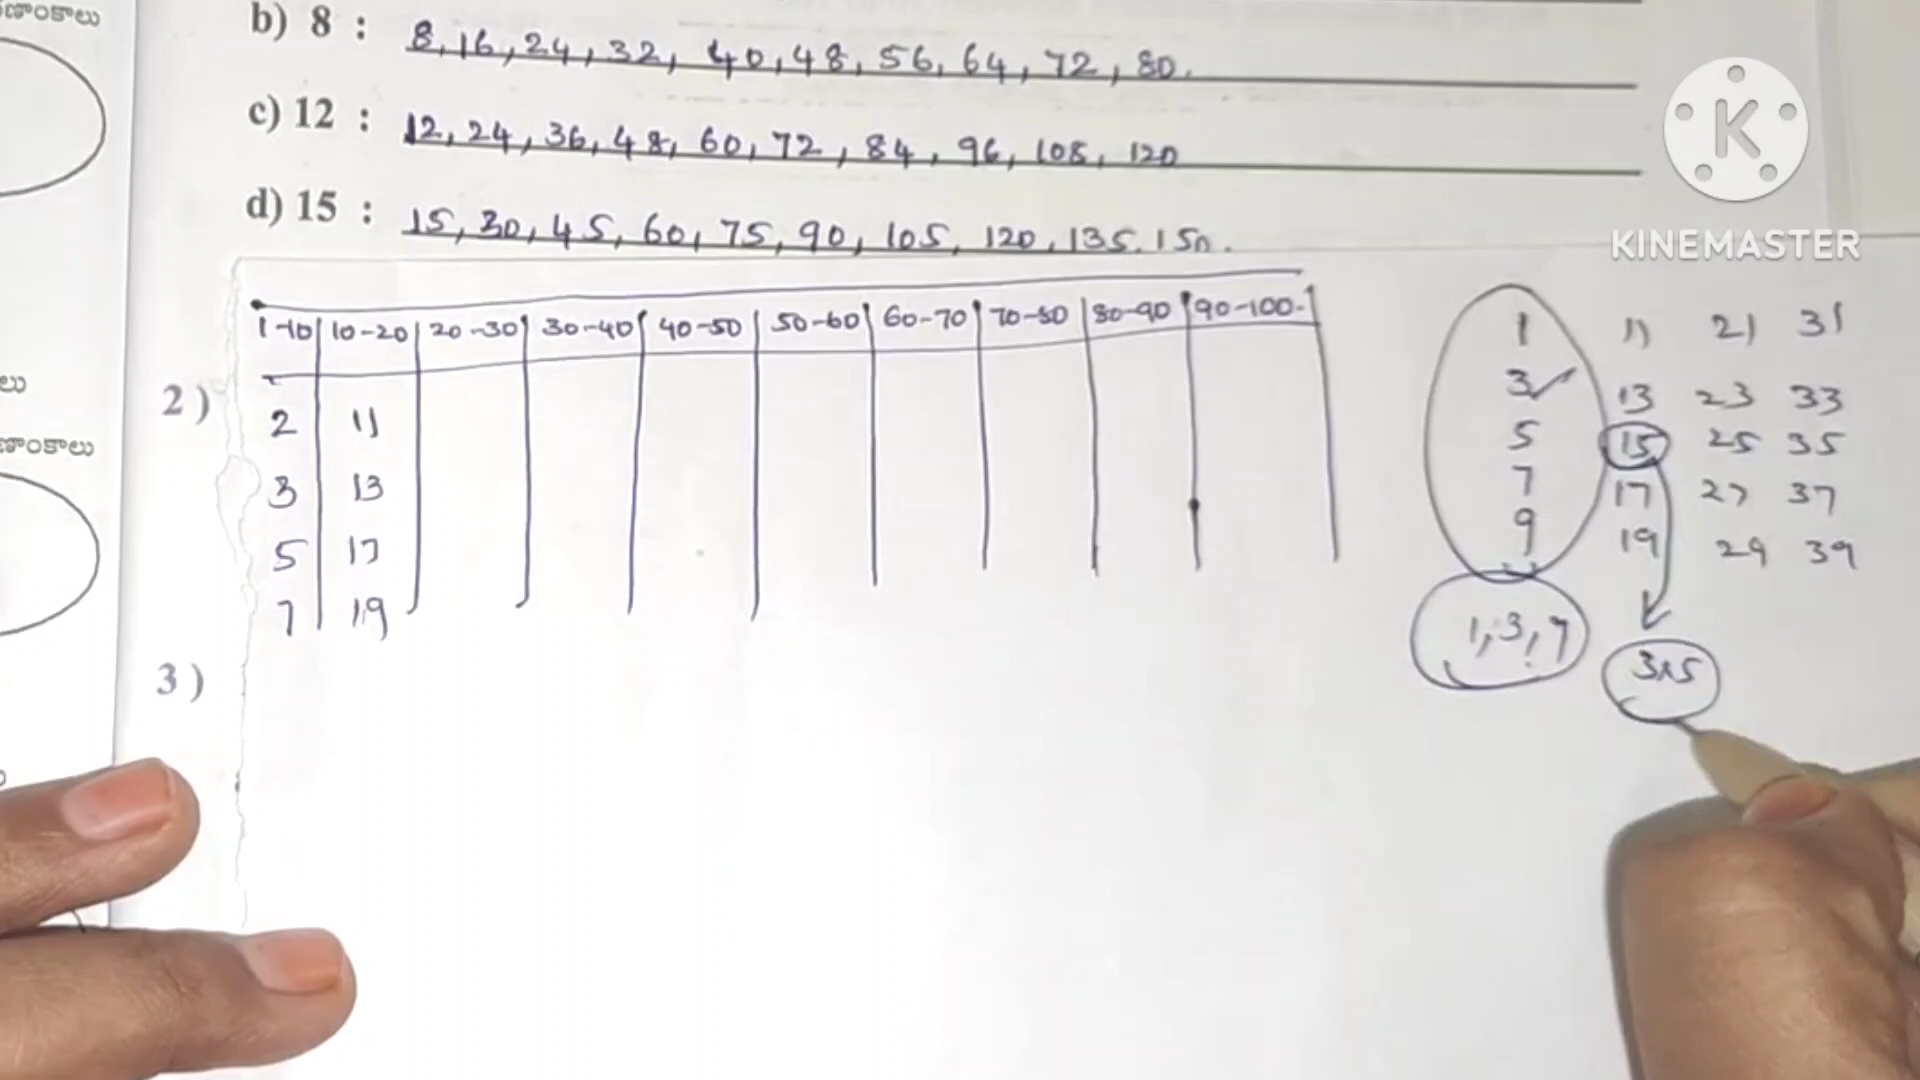 ణాంకాలు
b) 8 : 8, 16, 24, 32, 40, 48, 56, 64, 72, 80.
c) 12 : 12, 24, 36, 48, 60, 72, 84, 96, 108, 120
d) 15 : 15, 30, 45, 60, 75, 90, 105, 120, 135. 150.
K
KINEMASTER
1-10 10-20 20-30 30-40 40-50 50-60 60-70 70-80 80-90 90-100.
2)
2 11
3 13
5 17
7 19
3)
లు
ణాంకాలు
1 11 21 31
3 13 23 33
5 15 25 35
7 17 27 37
9 19 29 39
1, 3, 7
3x5